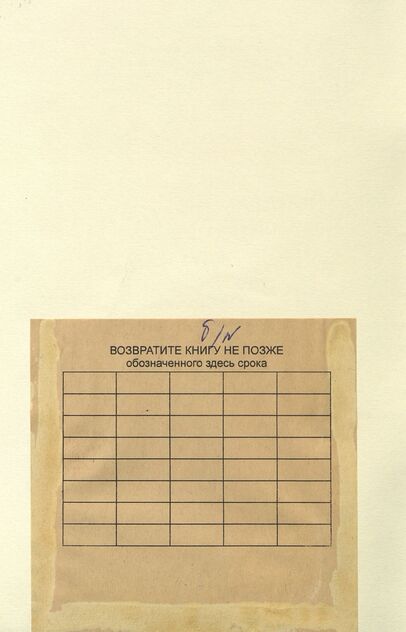 б/н
ВОЗВРАТИТЕ КНИГУ НЕ ПОЗЖЕ
обозначенного здесь срока